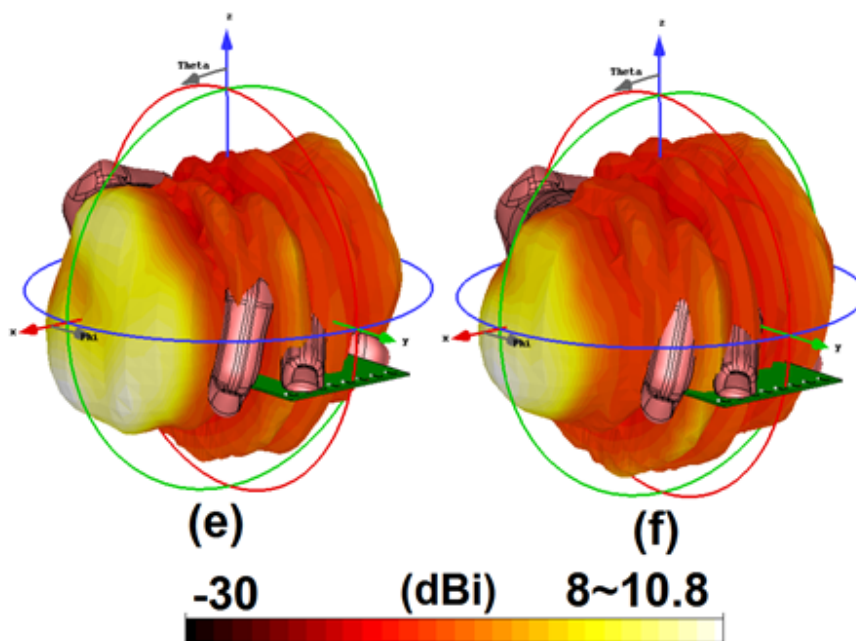 z
z
Theta
Theta
x
Phi
y
x
Phi
y
(e)
(f)
-30
(dBi)
8~10.8